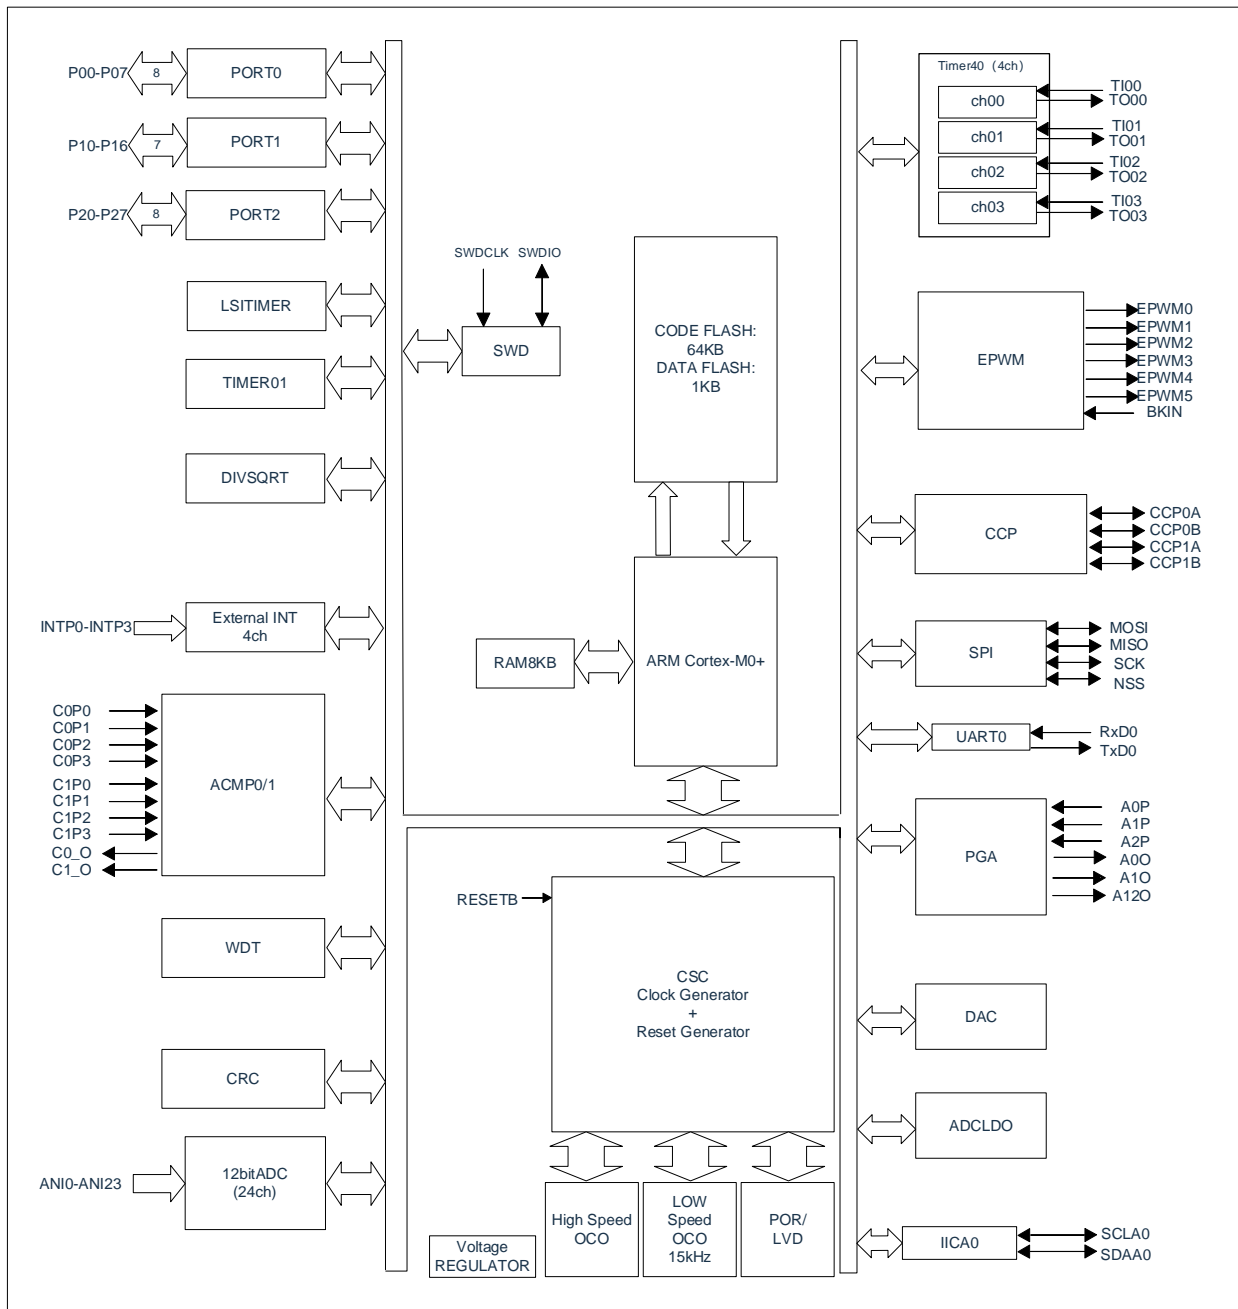 P00-P07
8
PORT0
P10-P16
7
PORT1
P20-P27
8
PORT2
LSITIMER
TIMER01
DIVSQRT
INTP0-INTP3
External INT
4ch
C0P0
C0P1
C0P2
C0P3
C1P0
C1P1
C1P2
C1P3
C0_O
C1_O
ACMP0/1
WDT
CRC
ANI0-ANI23
12bitADC
(24ch)
SWDCLK
SWDIO
SWD
CODE FLASH:
64KB
DATA FLASH:
1KB
RAM8KB
ARM Cortex-M0+
RESETB
CSC
Clock Generator
+
Reset Generator
Voltage
REGULATOR
High Speed
OCO
LOW
Speed
OCO
15kHz
POR/
LVD
Timer40 (4ch)
ch00
TI00
TO00
ch01
TI01
TO01
ch02
TI02
TO02
ch03
TI03
TO03
EPWM
EPWM0
EPWM1
EPWM2
EPWM3
EPWM4
EPWM5
BKIN
CCP
CCP0A
CCP0B
CCP1A
CCP1B
SPI
MOSI
MISO
SCK
NSS
UART0
RxD0
TxD0
PGA
A0P
A1P
A2P
A0O
A1O
A12O
DAC
ADCLDO
IICA0
SCLA0
SDAA0